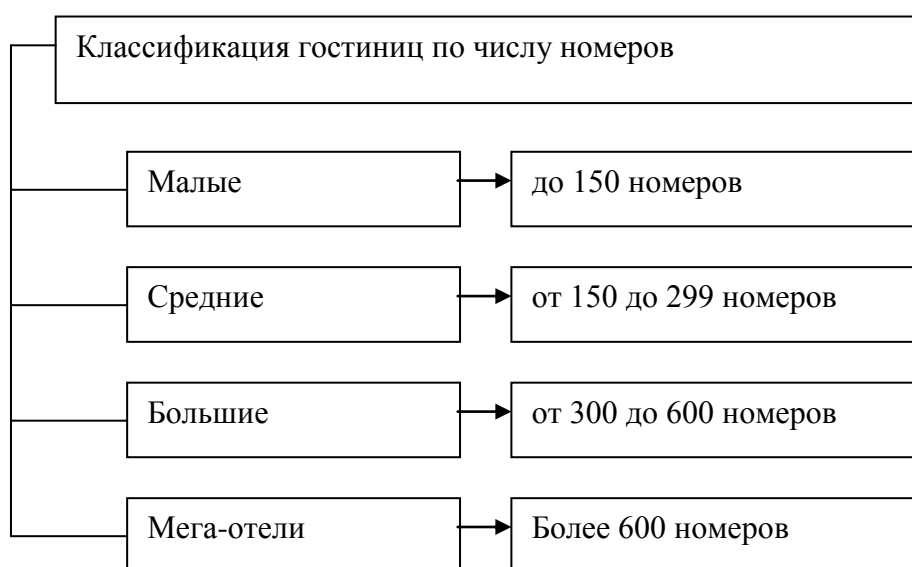 Классификация гостиниц по числу номеров
Малые
до 150 номеров
Средние
от 150 до 299 номеров
Большие
от 300 до 600 номеров
Мега-отели
Более 600 номеров